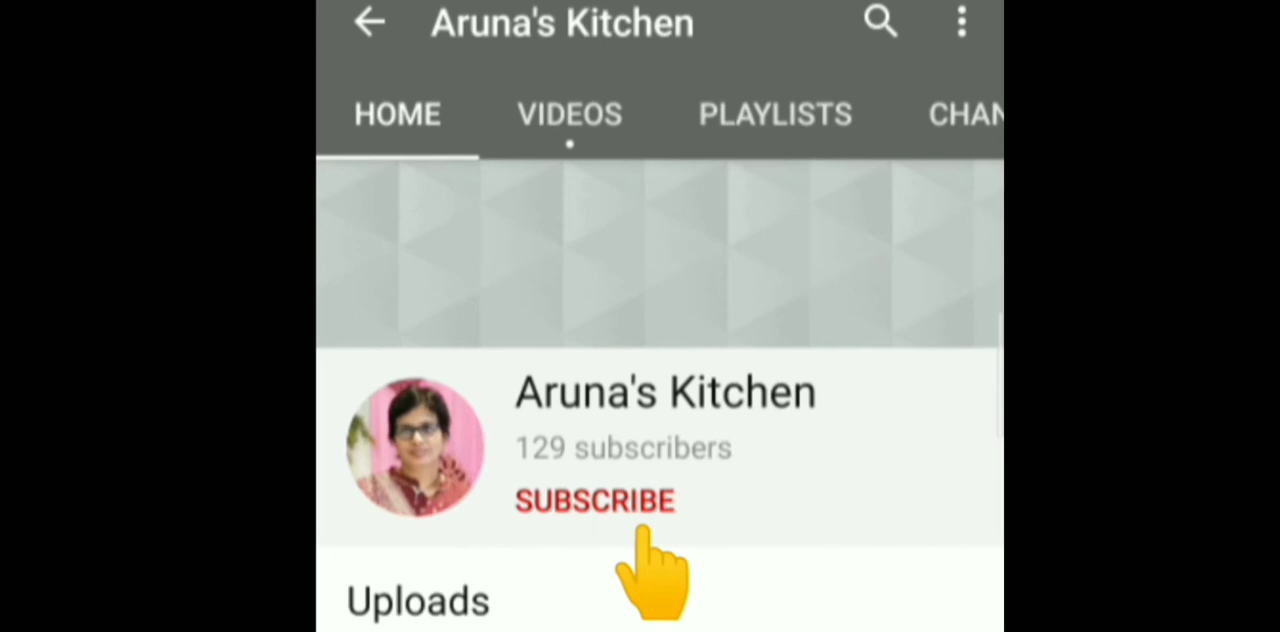 Aruna's Kitchen
HOME VIDEOS PLAYLISTS CHAN
Aruna's Kitchen
129 subscribers
SUBSCRIBE
Uploads